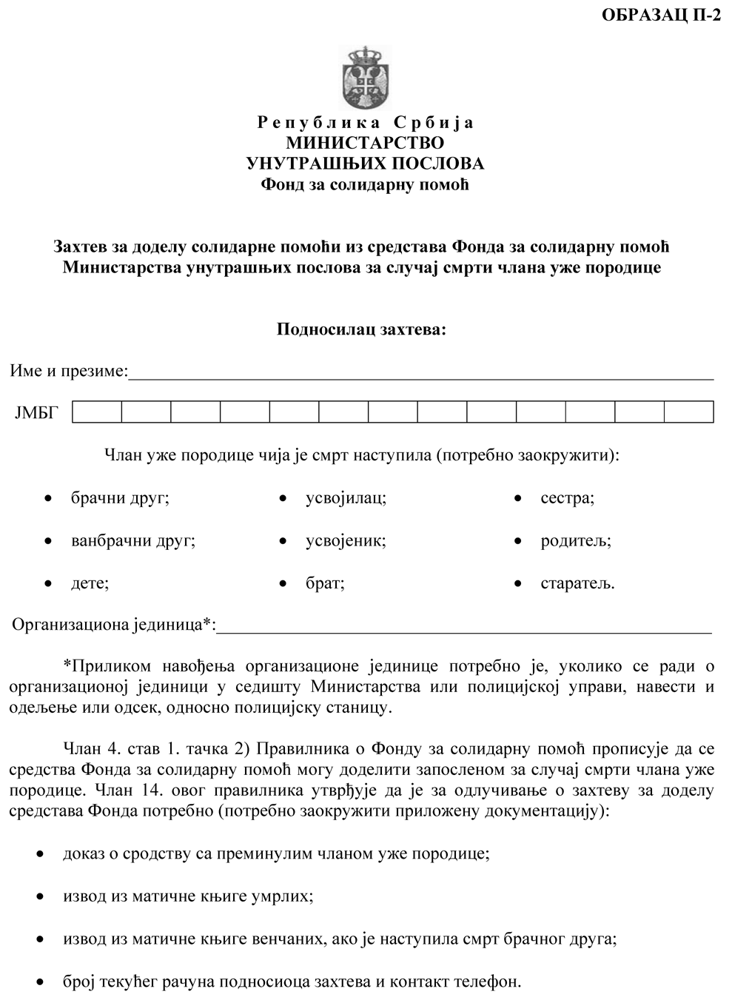 ОБРАЗАЦ П-2
Р е п у б л и к а   С р б и ј а
МИНИСТАРСТВО
УНУТРАШЊИХ ПОСЛОВА
Фонд за солидарну помоћ
Захтев за доделу солидарне помоћи из средстава Фонда за солидарну помоћ
Министарства унутрашњих послова за случај смрти члана уже породице
Подносилац захтева:
Име и презиме:
ЈМБГ
Члан уже породице чија је смрт наступила (потребно заокружити):
• брачни друг; • усвојилац; • сестра;
• ванбрачни друг; • усвојеник; • родитељ;
• дете; • брат; • старатељ.
Организациона јединица*:
*Приликом навођења организационе јединице потребно је, уколико се ради о
организационој јединици у седишту Министарства или полицијској управи, навести и
одељење или одсек, односно полицијску станицу.
Члан 4. став 1. тачка 2) Правилника о Фонду за солидарну помоћ прописује да се
средства Фонда за солидарну помоћ могу доделити запосленом за случај смрти члана уже
породице. Члан 14. овог правилника утврђује да је за одлучивање о захтеву за доделу
средстава Фонда потребно (потребно заокружити приложену документацију):
• доказ о сродству са преминулим чланом уже породице;
• извод из матичне књиге умрлих;
• извод из матичне књиге венчаних, ако је наступила смрт брачног друга;
• број текућег рачуна подносиоца захтева и контакт телефон.